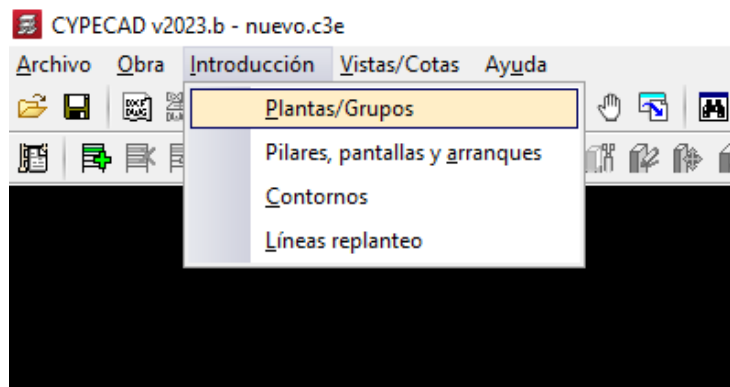 CYPECAD v2023.b - nuevo.c3e
Archivo Obra Introducción Vistas/Cotas Ayuda
Plantas/Grupos
Pilares, pantallas y arranques
Contornos
Líneas replanteo